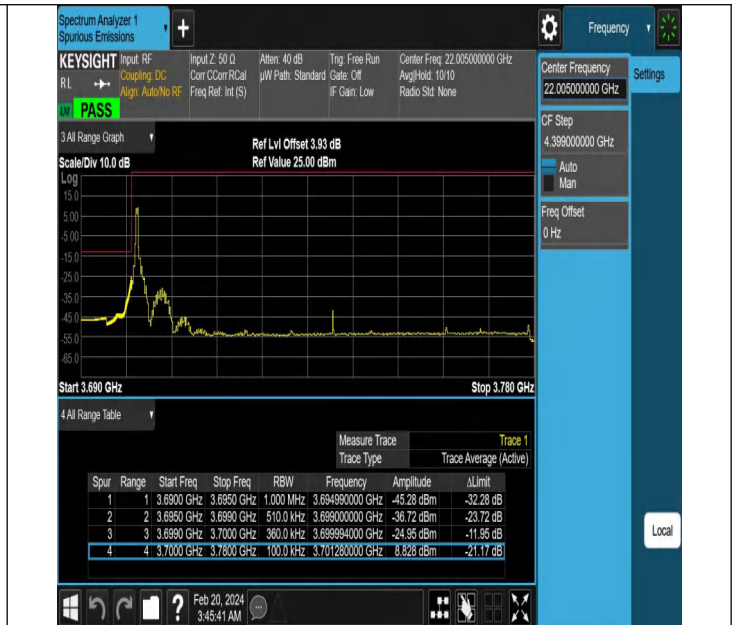 Spectrum Analyzer 1
Spurious Emissions
Frequency
KEYSIGHT
RL
Input: RF
Coupling: DC
Align: Auto/No RF
Input Z: 50 Ω
Corr CCorr RCal
Freq Ref: Int (S)
Atten: 40 dB
µW Path: Standard
Trig: Free Run
Gate: Off
IF Gain: Low
Center Freq: 22.005000000 GHz
Avg|Hold: 10/10
Radio Std: None
PASS
3 All Range Graph
Scale/Div 10.0 dB
Ref Lvl Offset 3.93 dB
Ref Value 25.00 dBm
Log
15.0
5.00
-5.00
-15.0
-25.0
-35.0
-45.0
-55.0
-65.0
Start 3.690 GHz
Stop 3.780 GHz
4 All Range Table
Measure Trace Trace 1
Trace Type Trace Average (Active)
Spur Range Start Freq Stop Freq RBW Frequency Amplitude ΔLimit
1 1 3.6900 GHz 3.6950 GHz 1.000 MHz 3.694990000 GHz -45.28 dBm -32.28 dB
2 2 3.6950 GHz 3.6990 GHz 510.0 kHz 3.699000000 GHz -36.72 dBm -23.72 dB
3 3 3.6990 GHz 3.7000 GHz 360.0 kHz 3.699994000 GHz -24.95 dBm -11.95 dB
4 4 3.7000 GHz 3.7800 GHz 100.0 kHz 3.701280000 GHz 8.828 dBm -21.17 dB
Feb 20, 2024
3:45:41 AM
Center Frequency
22.005000000 GHz
Settings
CF Step
4.399000000 GHz
Auto
Man
Freq Offset
0 Hz
Local